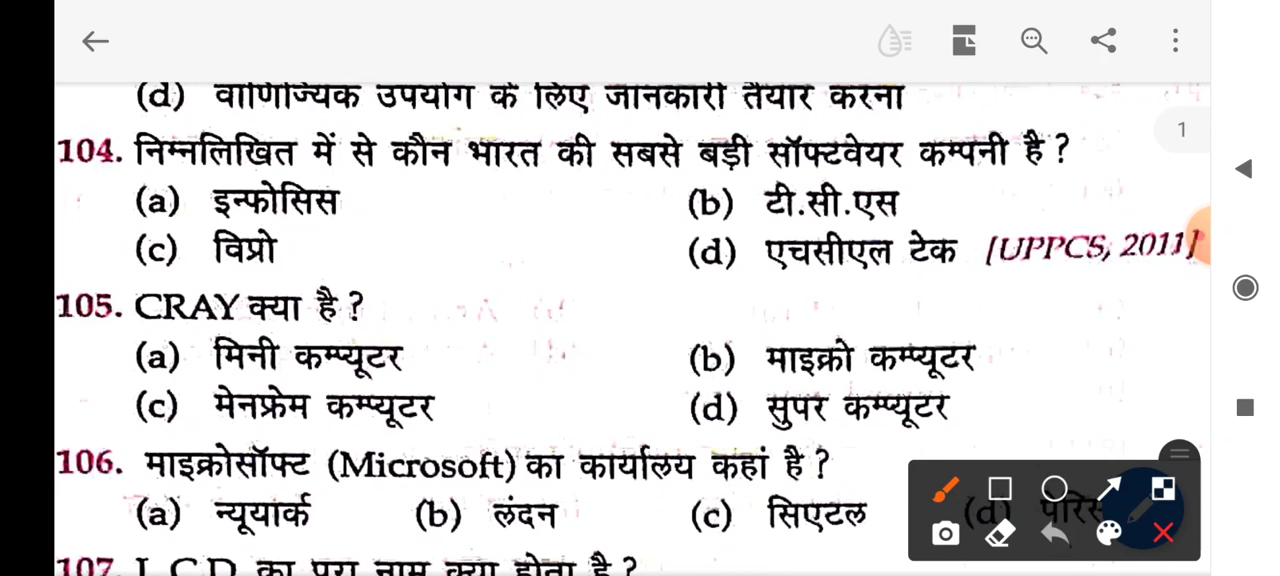 (d) वाणिज्यिक उपयोग के लिए जानकारी तैयार करना
1
104. निम्नलिखित में से कौन भारत की सबसे बड़ी सॉफ्टवेयर कम्पनी है ?
(a) इन्फोसिस (b) टी.सी.एस
(c) विप्रो (d) एचसीएल टेक [UPPCS, 2011]
105. CRAY क्या है ?
(a) मिनी कम्प्यूटर (b) माइक्रो कम्प्यूटर
(c) मेनफ्रेम कम्प्यूटर (d) सुपर कम्प्यूटर
106. माइक्रोसॉफ्ट (Microsoft) का कार्यालय कहां है ?
(a) न्यूयार्क (b) लंदन (c) सिएटल (d) पेरिस
107. L.C.D. का पूरा नाम क्या होता है ?